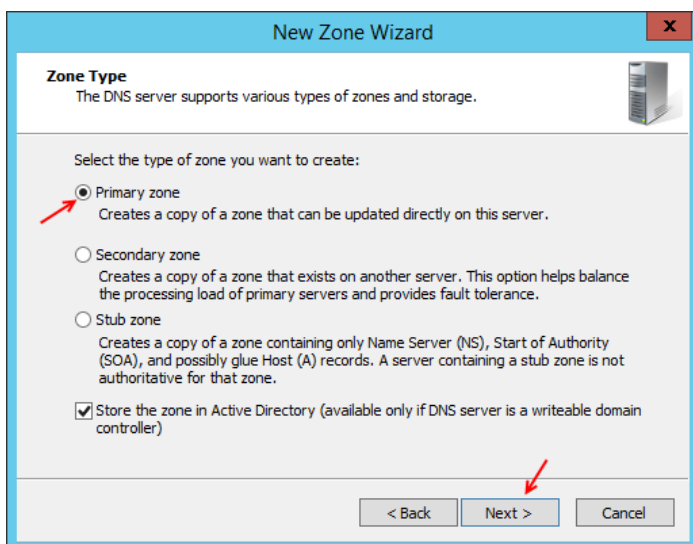 New Zone Wizard
x
Zone Type
The DNS server supports various types of zones and storage.
Select the type of zone you want to create:
Primary zone
Creates a copy of a zone that can be updated directly on this server.
Secondary zone
Creates a copy of a zone that exists on another server. This option helps balance
the processing load of primary servers and provides fault tolerance.
Stub zone
Creates a copy of a zone containing only Name Server (NS), Start of Authority
(SOA), and possibly glue Host (A) records. A server containing a stub zone is not
authoritative for that zone.
Store the zone in Active Directory (available only if DNS server is a writeable domain
controller)
< Back Next > Cancel